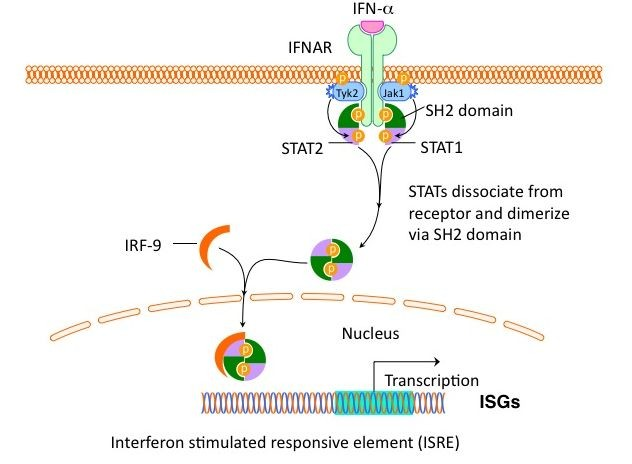 IFN-α
IFNAR
P
P
Tyk2
Jak1
P
P
SH2 domain
P
P
STAT2
STAT1
STATs dissociate from
receptor and dimerize
via SH2 domain
IRF-9
P
P
Nucleus
P
P
Transcription
ISGs
Interferon stimulated responsive element (ISRE)